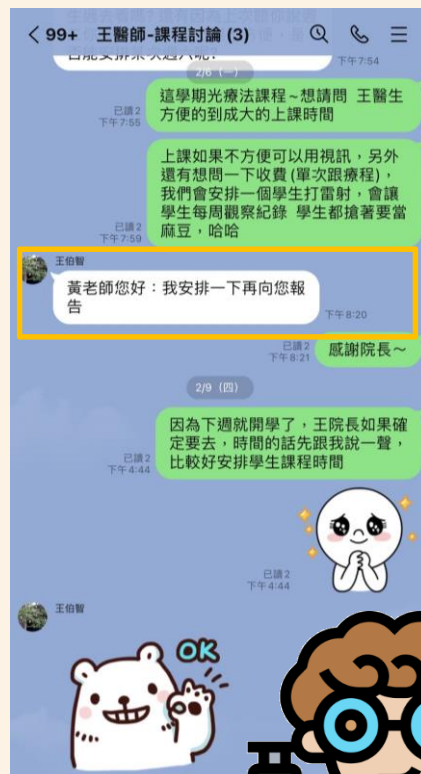 99+ 王醫師-課程討論 (3)
下午7:54
2/6 (一)
這學期光療法課程~想請問 王醫生
方便的到成大的上課時間
已讀2
下午7:55
上課如果不方便可以用視訊，另外
還有想問一下收費(單次跟療程)，
我們會安排一個學生打雷射，會讓
學生每周觀察紀錄 學生都搶著要當
麻豆，哈哈
已讀2
下午7:59
王伯智
黃老師您好：我安排一下再向您報
告
下午8:20
感謝院長～
已讀2
下午8:21
2/9 (四)
因為下週就開學了，王院長如果確
定要去，時間的話先跟我說一聲，
比較好安排學生課程時間
已讀2
下午4:44
已讀2
下午4:44
王伯智
OK